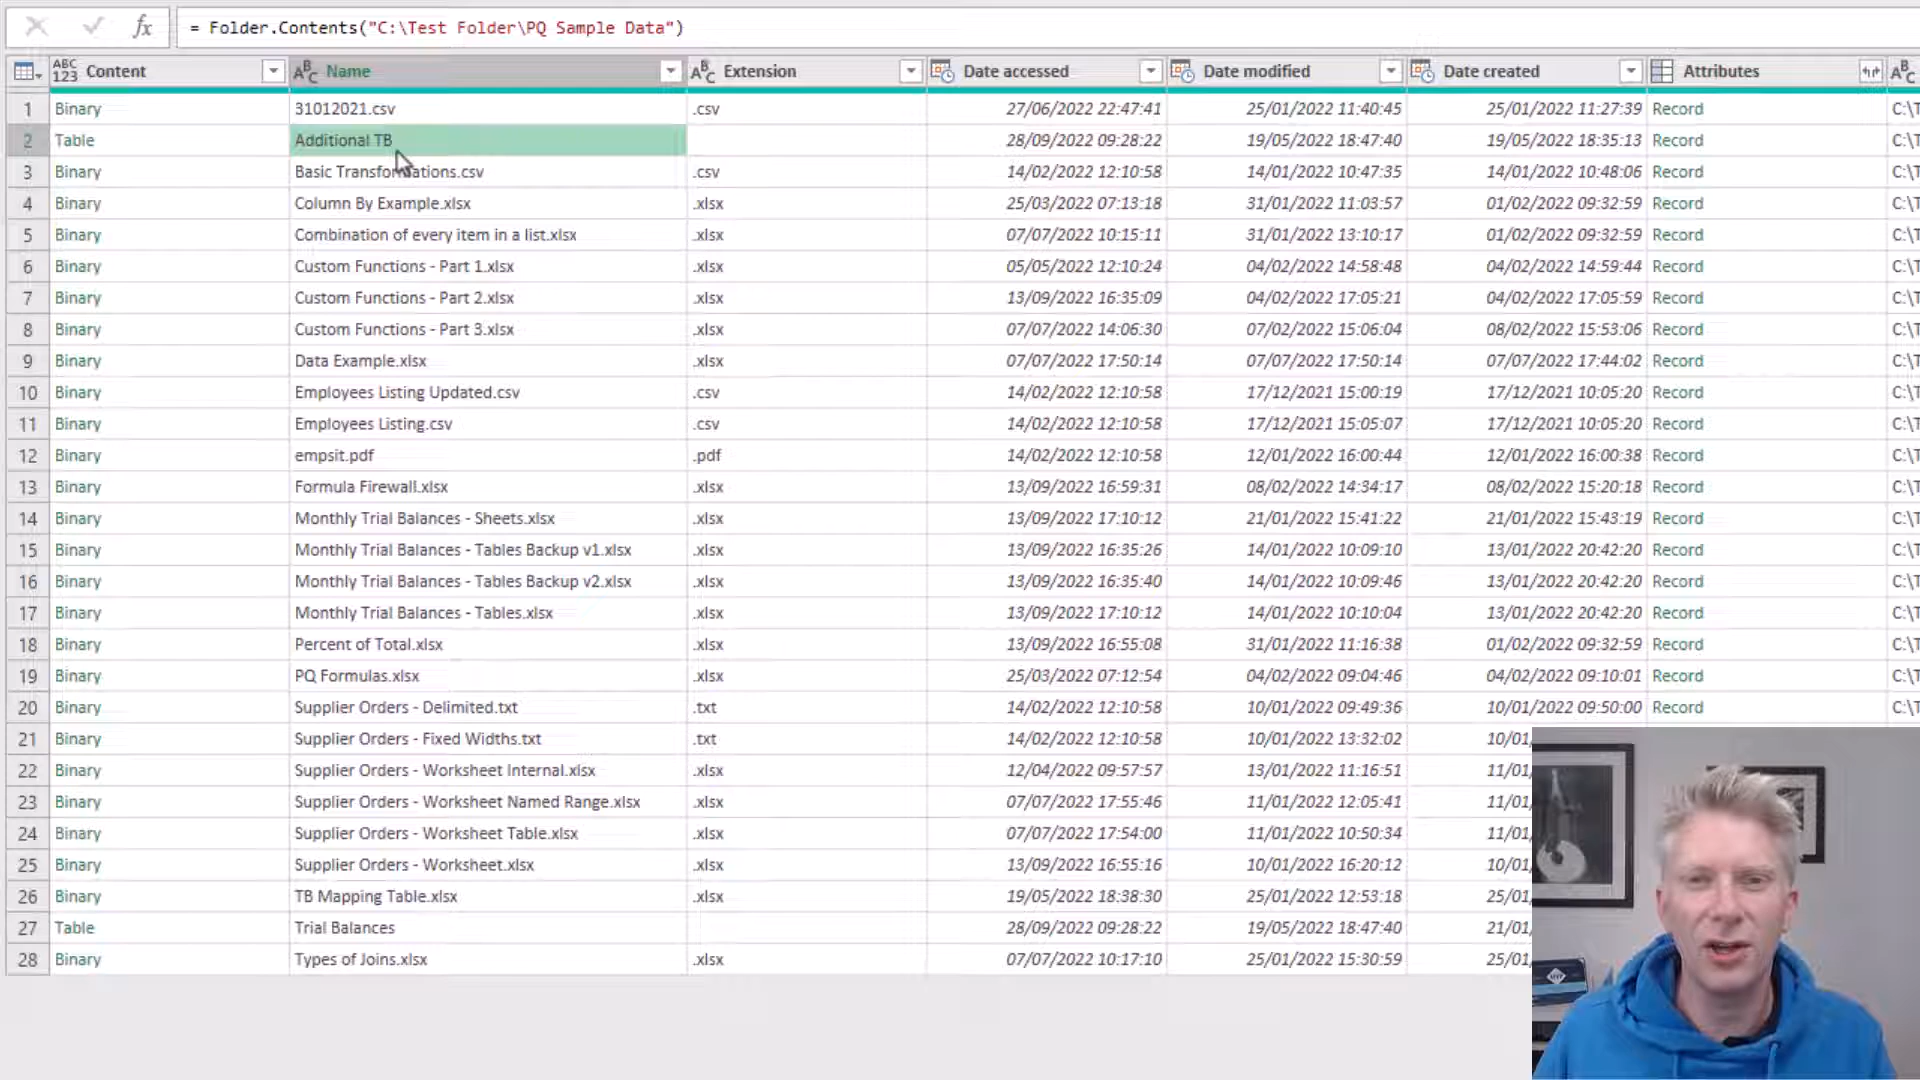 fx = Folder.Contents("C:\Test Folder\PQ Sample Data")
ABC 123 Content ABC Name ABC Extension Date accessed Date modified Date created Attributes ABC
1 Binary 31012021.csv .csv 27/06/2022 22:47:41 25/01/2022 11:40:45 25/01/2022 11:27:39 Record C:\T
2 Table Additional TB 28/09/2022 09:28:22 19/05/2022 18:47:40 19/05/2022 18:35:13 Record C:\T
3 Binary Basic Transformations.csv .csv 14/02/2022 12:10:58 14/01/2022 10:47:35 14/01/2022 10:48:06 Record C:\T
4 Binary Column By Example.xlsx .xlsx 25/03/2022 07:13:18 31/01/2022 11:03:57 01/02/2022 09:32:59 Record C:\T
5 Binary Combination of every item in a list.xlsx .xlsx 07/07/2022 10:15:11 31/01/2022 13:10:17 01/02/2022 09:32:59 Record C:\T
6 Binary Custom Functions - Part 1.xlsx .xlsx 05/05/2022 12:10:24 04/02/2022 14:58:48 04/02/2022 14:59:44 Record C:\T
7 Binary Custom Functions - Part 2.xlsx .xlsx 13/09/2022 16:35:09 04/02/2022 17:05:21 04/02/2022 17:05:59 Record C:\T
8 Binary Custom Functions - Part 3.xlsx .xlsx 07/07/2022 14:06:30 07/02/2022 15:06:04 08/02/2022 15:53:06 Record C:\T
9 Binary Data Example.xlsx .xlsx 07/07/2022 17:50:14 07/07/2022 17:50:14 07/07/2022 17:44:02 Record C:\T
10 Binary Employees Listing Updated.csv .csv 14/02/2022 12:10:58 17/12/2021 15:00:19 17/12/2021 10:05:20 Record C:\T
11 Binary Employees Listing.csv .csv 14/02/2022 12:10:58 17/12/2021 15:05:07 17/12/2021 10:05:20 Record C:\T
12 Binary empsit.pdf .pdf 14/02/2022 12:10:58 12/01/2022 16:00:44 12/01/2022 16:00:38 Record C:\T
13 Binary Formula Firewall.xlsx .xlsx 13/09/2022 16:59:31 08/02/2022 14:34:17 08/02/2022 15:20:18 Record C:\T
14 Binary Monthly Trial Balances - Sheets.xlsx .xlsx 13/09/2022 17:10:12 21/01/2022 15:41:22 21/01/2022 15:43:19 Record C:\T
15 Binary Monthly Trial Balances - Tables Backup v1.xlsx .xlsx 13/09/2022 16:35:26 14/01/2022 10:09:10 13/01/2022 20:42:20 Record C:\T
16 Binary Monthly Trial Balances - Tables Backup v2.xlsx .xlsx 13/09/2022 16:35:40 14/01/2022 10:09:46 13/01/2022 20:42:20 Record C:\T
17 Binary Monthly Trial Balances - Tables.xlsx .xlsx 13/09/2022 17:10:12 14/01/2022 10:10:04 13/01/2022 20:42:20 Record C:\T
18 Binary Percent of Total.xlsx .xlsx 13/09/2022 16:55:08 31/01/2022 11:16:38 01/02/2022 09:32:59 Record C:\T
19 Binary PQ Formulas.xlsx .xlsx 25/03/2022 07:12:54 04/02/2022 09:04:46 04/02/2022 09:10:01 Record C:\T
20 Binary Supplier Orders - Delimited.txt .txt 14/02/2022 12:10:58 10/01/2022 09:49:36 10/01/2022 09:50:00 Record C:\T
21 Binary Supplier Orders - Fixed Widths.txt .txt 14/02/2022 12:10:58 10/01/2022 13:32:02 10/01
22 Binary Supplier Orders - Worksheet Internal.xlsx .xlsx 12/04/2022 09:57:57 13/01/2022 11:16:51 11/01
23 Binary Supplier Orders - Worksheet Named Range.xlsx .xlsx 07/07/2022 17:55:46 11/01/2022 12:05:41 11/01
24 Binary Supplier Orders - Worksheet Table.xlsx .xlsx 07/07/2022 17:54:00 11/01/2022 10:50:34 11/01
25 Binary Supplier Orders - Worksheet.xlsx .xlsx 13/09/2022 16:55:16 10/01/2022 16:20:12 10/01
26 Binary TB Mapping Table.xlsx .xlsx 19/05/2022 18:38:30 25/01/2022 12:53:18 25/01
27 Table Trial Balances 28/09/2022 09:28:22 19/05/2022 18:47:40 21/01
28 Binary Types of Joins.xlsx .xlsx 07/07/2022 10:17:10 25/01/2022 15:30:59 25/01